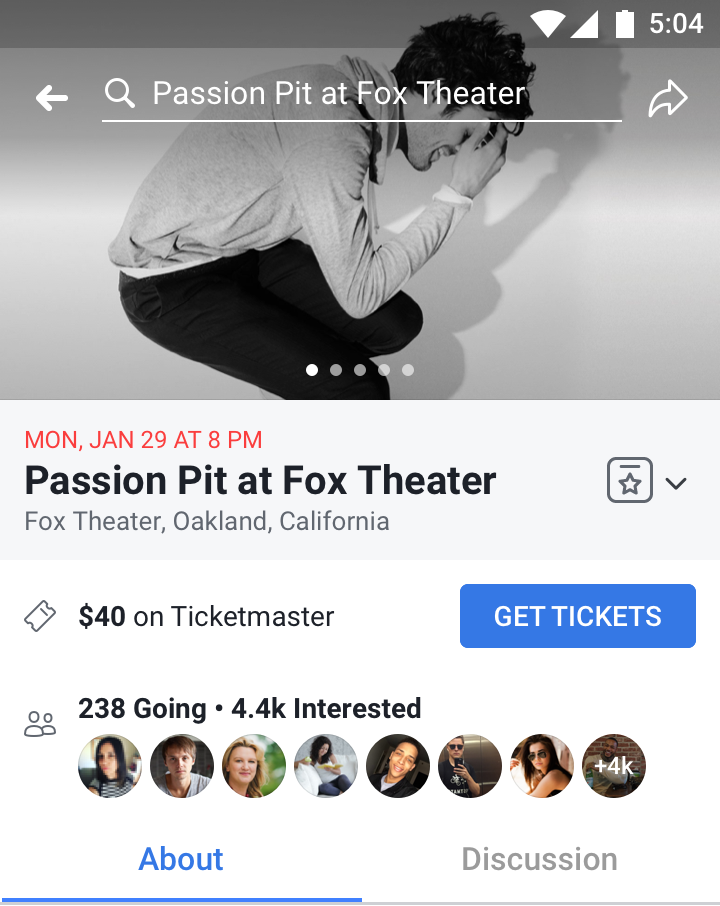 5:04
Passion Pit at Fox Theater
MON, JAN 29 AT 8 PM
Passion Pit at Fox Theater
Fox Theater, Oakland, California
$40 on Ticketmaster
GET TICKETS
238 Going • 4.4k Interested
+4k
About
Discussion